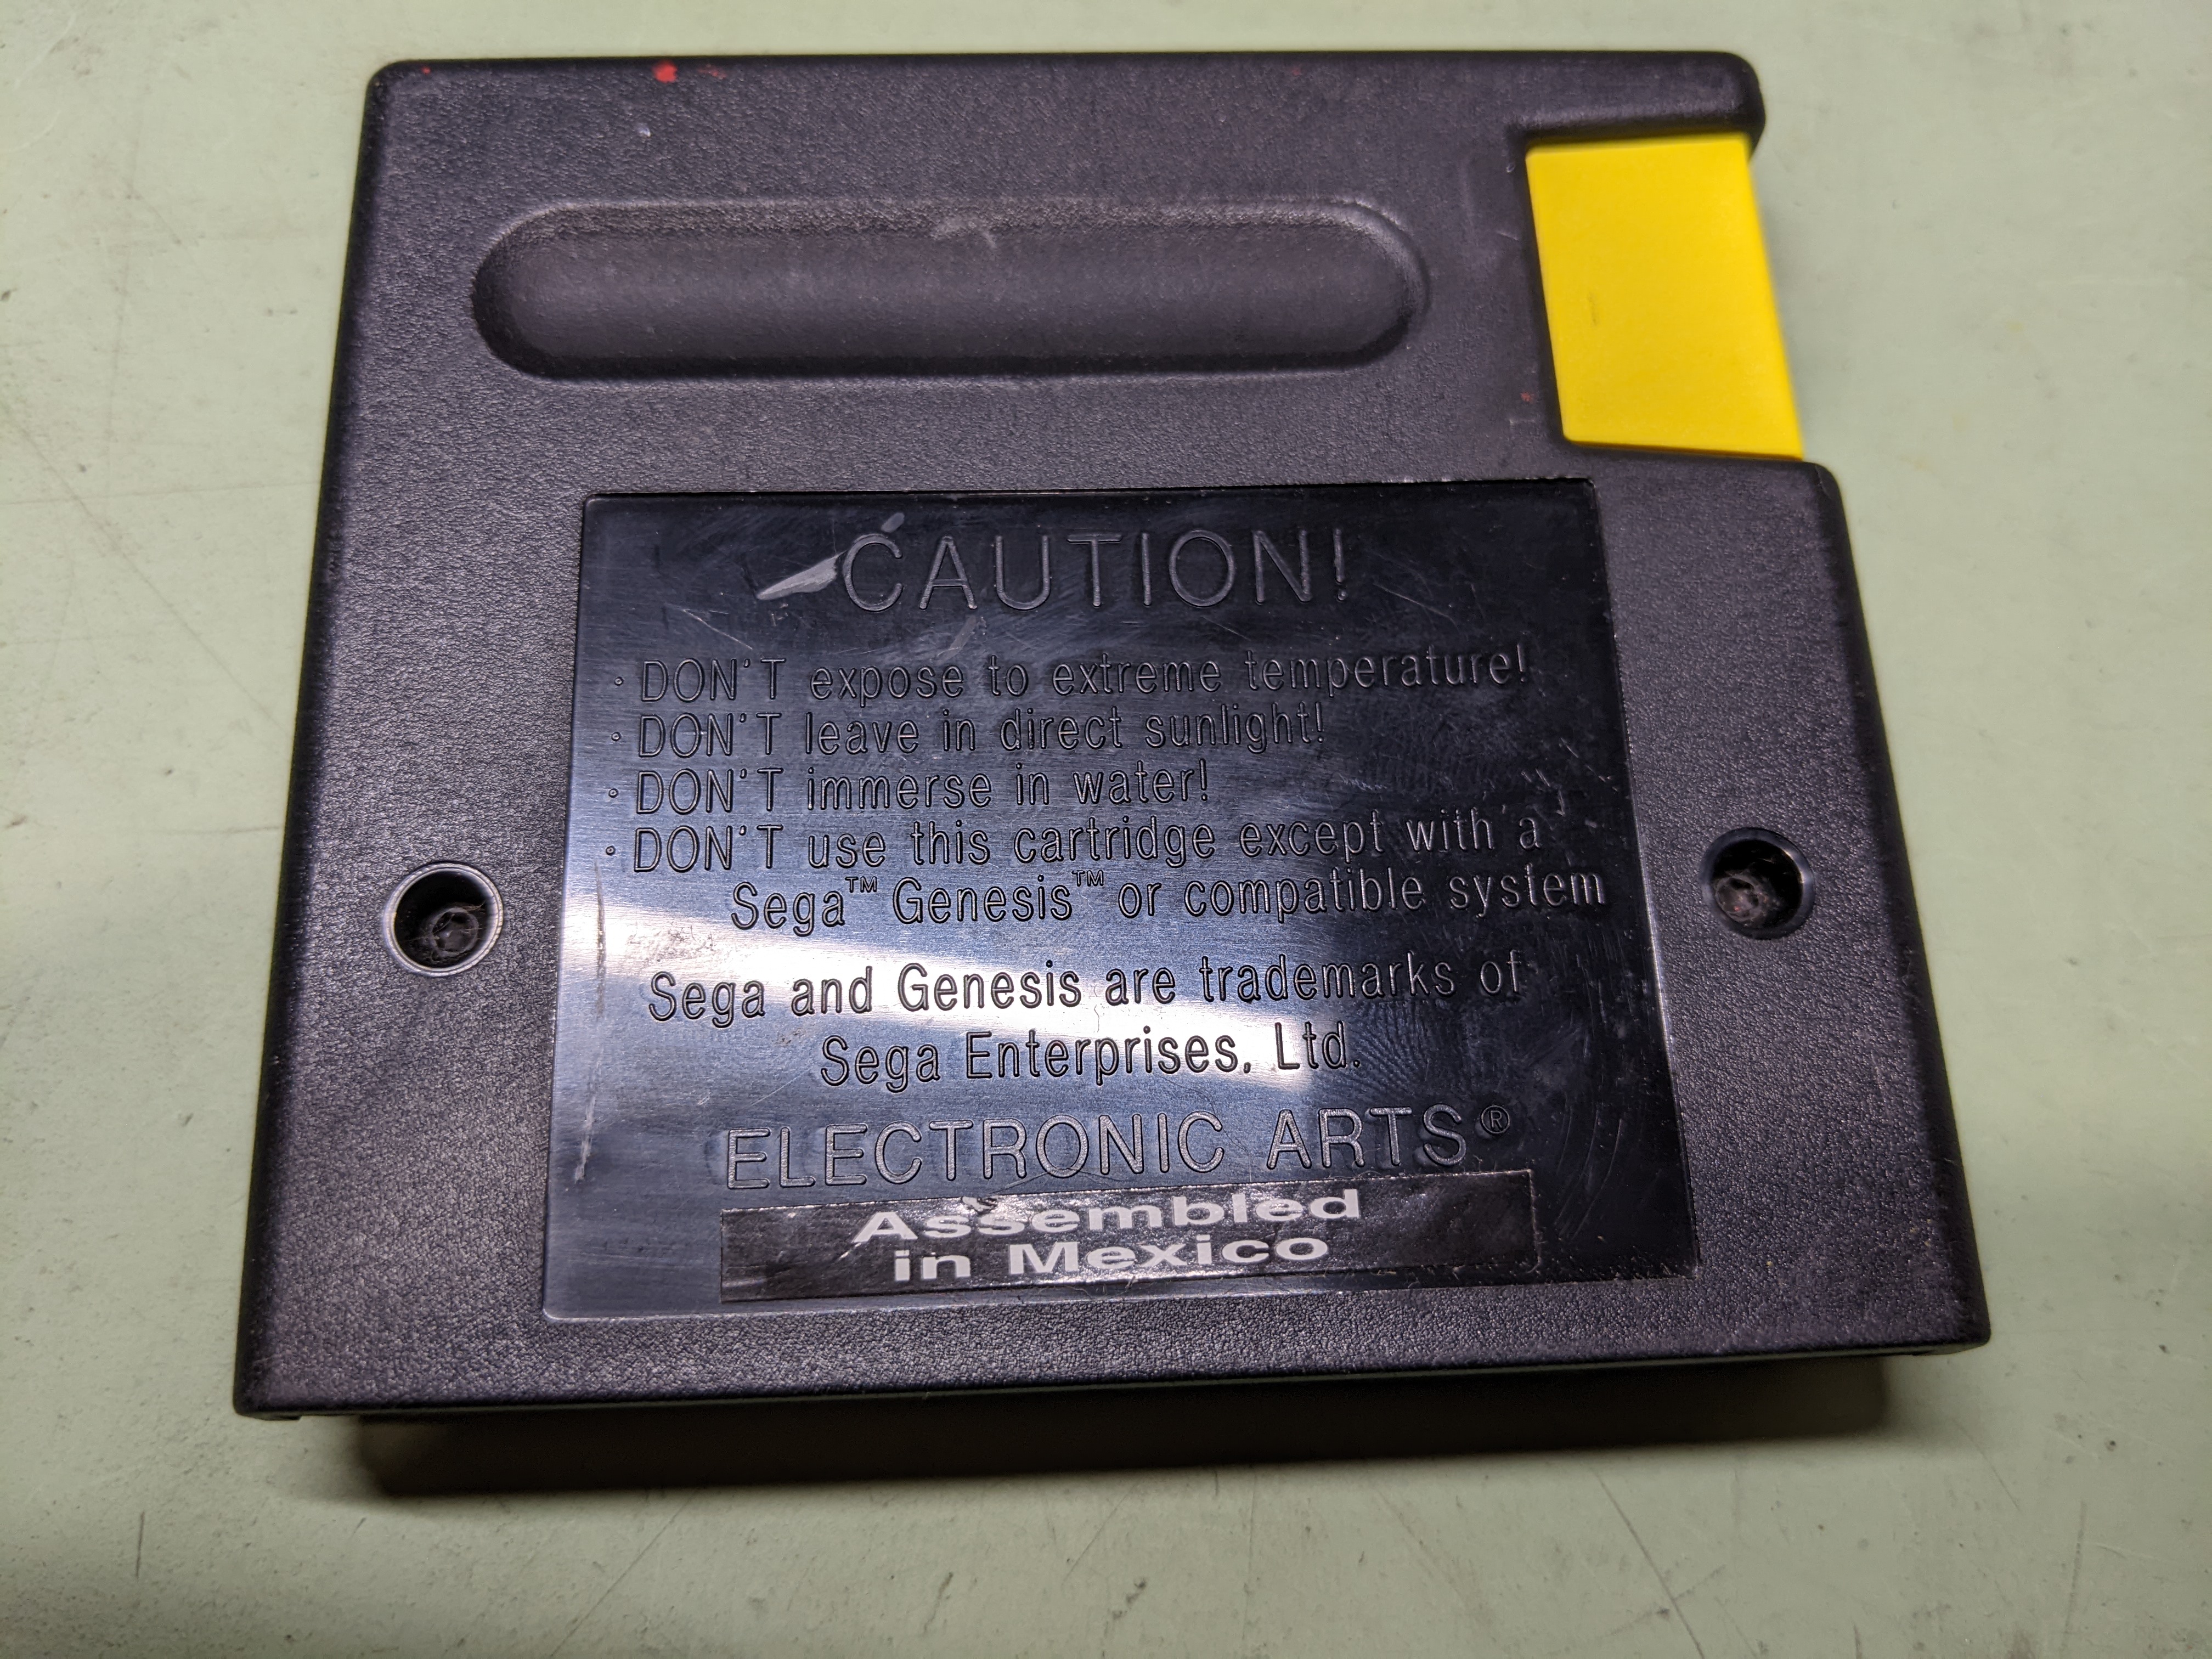 CAUTION!
· DON'T expose to extreme temperature!
· DON'T leave in direct sunlight!
· DON'T immerse in water!
· DON'T use this cartridge except with a
Sega™ Genesis™ or compatible system
Sega and Genesis are trademarks of
Sega Enterprises, Ltd.
ELECTRONIC ARTS®
Assembled
in Mexico